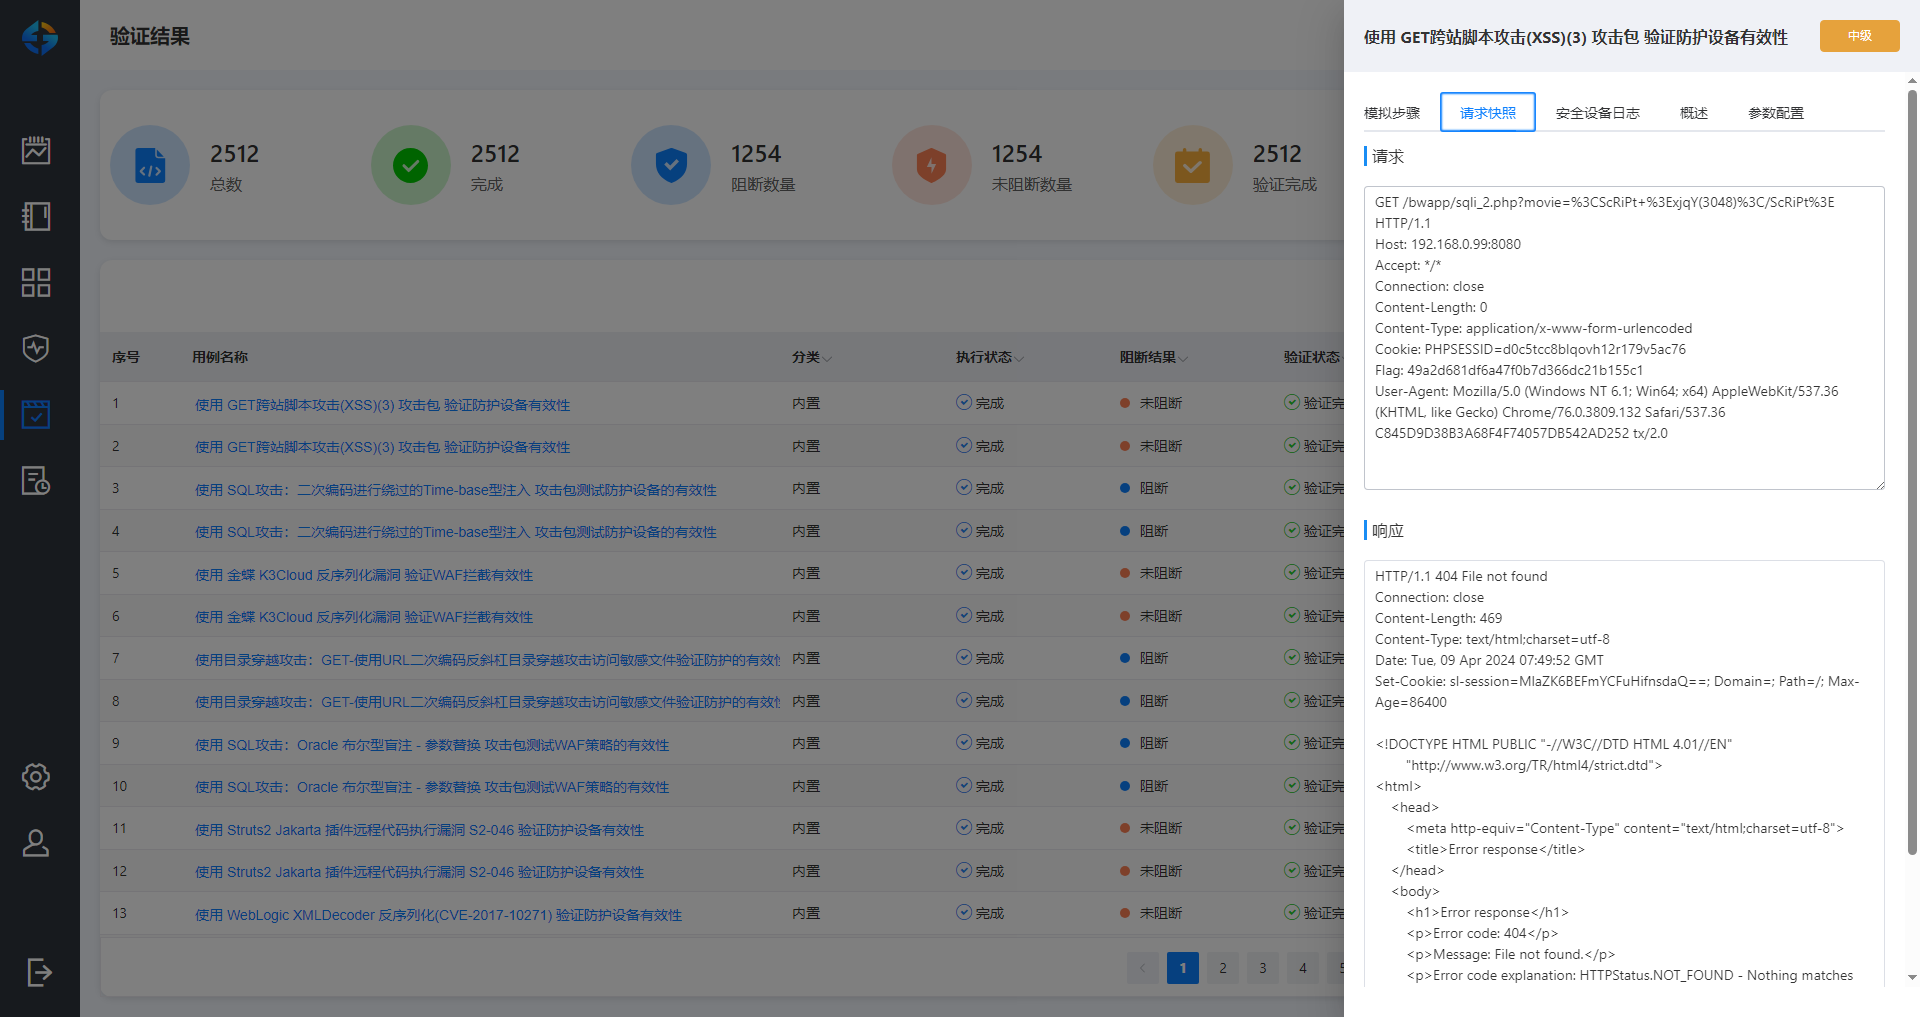 验证结果
2512
总数
2512
完成
1254
阻断数量
1254
未阻断数量
2512
验证完成
序号 用例名称 分类 执行状态 阻断结果 验证状态
1 使用 GET跨站脚本攻击(XSS)(3) 攻击包 验证防护设备有效性 内置 完成 未阻断 验证完
2 使用 GET跨站脚本攻击(XSS)(3) 攻击包 验证防护设备有效性 内置 完成 未阻断 验证完
3 使用 SQL攻击：二次编码进行绕过的Time-base型注入 攻击包测试防护设备的有效性 内置 完成 阻断 验证完
4 使用 SQL攻击：二次编码进行绕过的Time-base型注入 攻击包测试防护设备的有效性 内置 完成 阻断 验证完
5 使用 金蝶 K3Cloud 反序列化漏洞 验证WAF拦截有效性 内置 完成 未阻断 验证完
6 使用 金蝶 K3Cloud 反序列化漏洞 验证WAF拦截有效性 内置 完成 未阻断 验证完
7 使用目录穿越攻击：GET-使用URL二次编码反斜杠目录穿越攻击访问敏感文件验证防护的有效 内置 完成 阻断 验证完
8 使用目录穿越攻击：GET-使用URL二次编码反斜杠目录穿越攻击访问敏感文件验证防护的有效 内置 完成 阻断 验证完
9 使用 SQL攻击：Oracle 布尔型盲注 - 参数替换 攻击包测试WAF策略的有效性 内置 完成 阻断 验证完
10 使用 SQL攻击：Oracle 布尔型盲注 - 参数替换 攻击包测试WAF策略的有效性 内置 完成 阻断 验证完
11 使用 Struts2 Jakarta 插件远程代码执行漏洞 S2-046 验证防护设备有效性 内置 完成 未阻断 验证完
12 使用 Struts2 Jakarta 插件远程代码执行漏洞 S2-046 验证防护设备有效性 内置 完成 未阻断 验证完
13 使用 WebLogic XMLDecoder 反序列化(CVE-2017-10271) 验证防护设备有效性 内置 完成 未阻断 验证完
1 2 3 4 5
使用 GET跨站脚本攻击(XSS)(3) 攻击包 验证防护设备有效性 中级
模拟步骤 请求快照 安全设备日志 概述 参数配置
请求
GET /bwapp/sqli_2.php?movie=%3CScRiPt+%3ExjqY(3048)%3C/ScRiPt%3E
HTTP/1.1
Host: 192.168.0.99:8080
Accept: */*
Connection: close
Content-Length: 0
Content-Type: application/x-www-form-urlencoded
Cookie: PHPSESSID=d0c5tcc8blqovh12r179v5ac76
Flag: 49a2d681df6a47f0b7d366dc21b155c1
User-Agent: Mozilla/5.0 (Windows NT 6.1; Win64; x64) AppleWebKit/537.36
(KHTML, like Gecko) Chrome/76.0.3809.132 Safari/537.36
C845D9D38B3A68F4F74057DB542AD252 tx/2.0
响应
HTTP/1.1 404 File not found
Connection: close
Content-Length: 469
Content-Type: text/html;charset=utf-8
Date: Tue, 09 Apr 2024 07:49:52 GMT
Set-Cookie: sl-session=MlaZK6BEFmYCFuHifnsdaQ==; Domain=; Path=/; Max-
Age=86400
<!DOCTYPE HTML PUBLIC "-//W3C//DTD HTML 4.01//EN"
"http://www.w3.org/TR/html4/strict.dtd">
<html>
<head>
<meta http-equiv="Content-Type" content="text/html;charset=utf-8">
<title>Error response</title>
</head>
<body>
<h1>Error response</h1>
<p>Error code: 404</p>
<p>Message: File not found.</p>
<p>Error code explanation: HTTPStatus.NOT_FOUND - Nothing matches